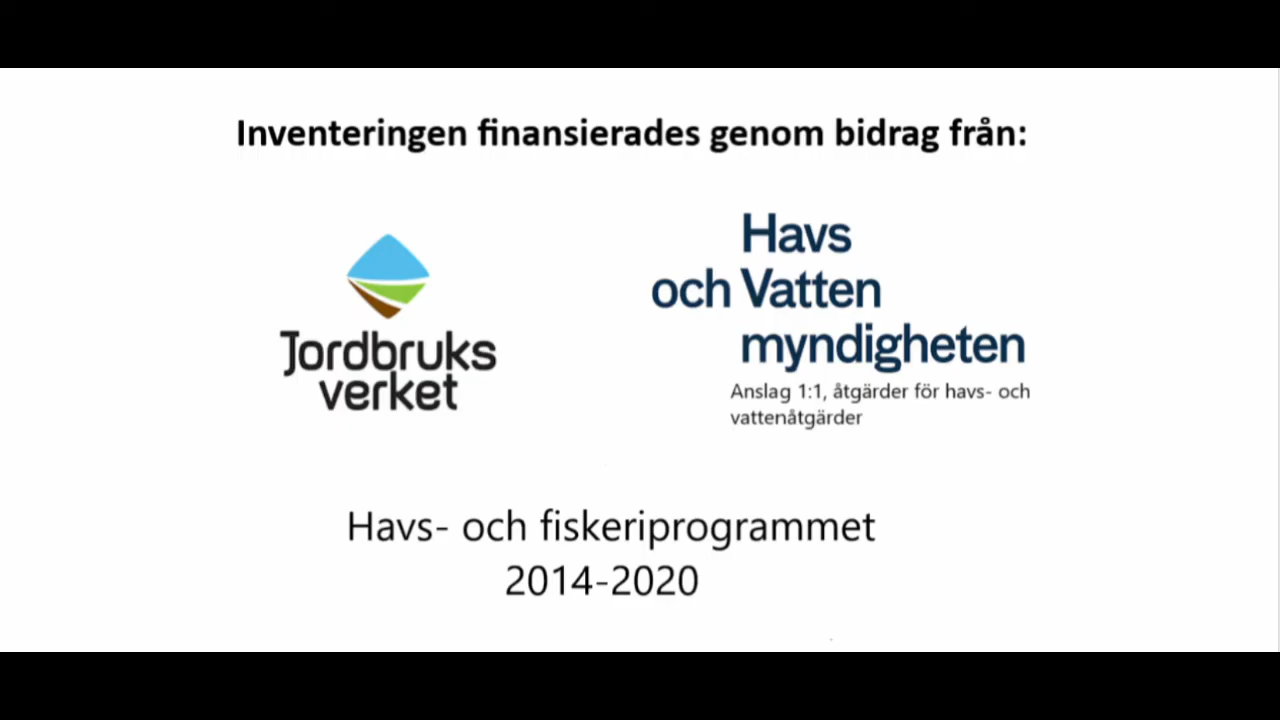 Inventeringen finansierades genom bidrag från:
Jordbruks
verket
Havs
och Vatten
myndigheten
Anslag 1:1, åtgärder för havs- och
vattenåtgärder
Havs- och fiskeriprogrammet
2014-2020